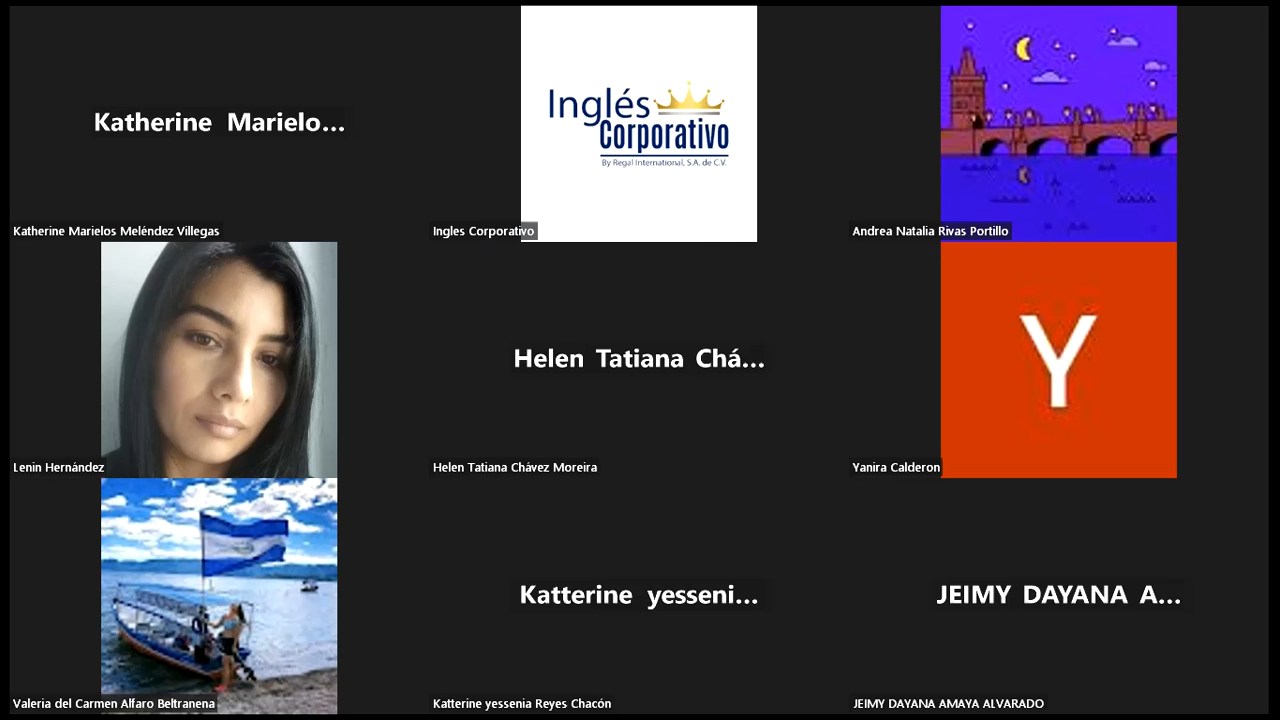 Katherine Marielo...
Katherine Marielos Meléndez Villegas
Inglés
Corporativo
By Regal International, S.A. de C.V.
Ingles Corporativo
Andrea Natalia Rivas Portillo
Lenin Hernández
Helen Tatiana Chá...
Helen Tatiana Chávez Moreira
Y
Yanira Calderon
Valeria del Carmen Alfaro Beltranena
Katterine yesseni...
Katterine yessenia Reyes Chacón
JEIMY DAYANA A...
JEIMY DAYANA AMAYA ALVARADO